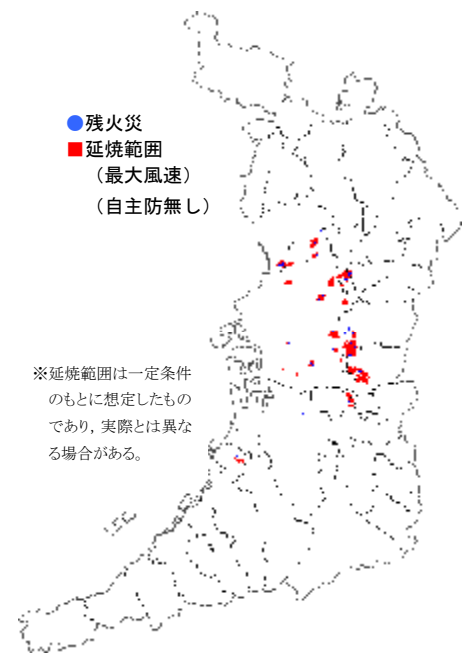 ●残火災
■延焼範囲
（最大風速）
（自主防無し）
※延焼範囲は一定条件
のもとに想定したもの
であり，実際とは異な
る場合がある。